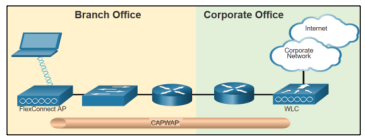 Branch Office
Corporate Office
Internet
Corporate
Network
FlexConnect AP
WLC
CAPWAP